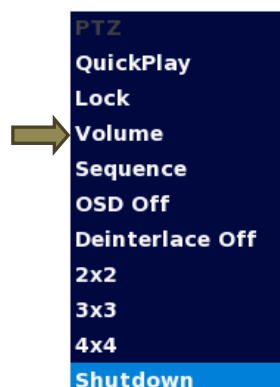 PTZ
QuickPlay
Lock
Volume
Sequence
OSD Off
Deinterlace Off
2x2
3x3
4x4
Shutdown